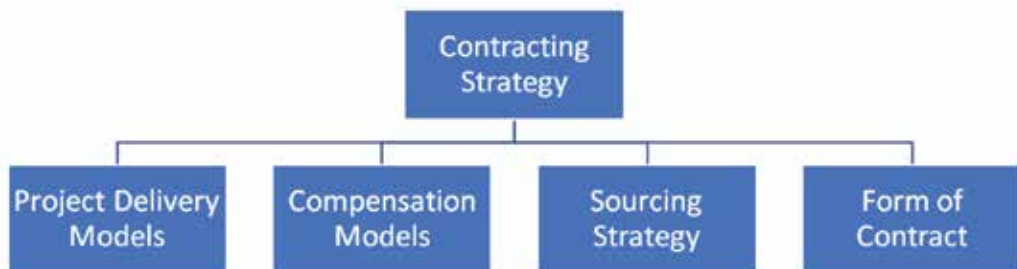 Contracting
Strategy
Project Delivery
Models
Compensation
Models
Sourcing
Strategy
Form of
Contract